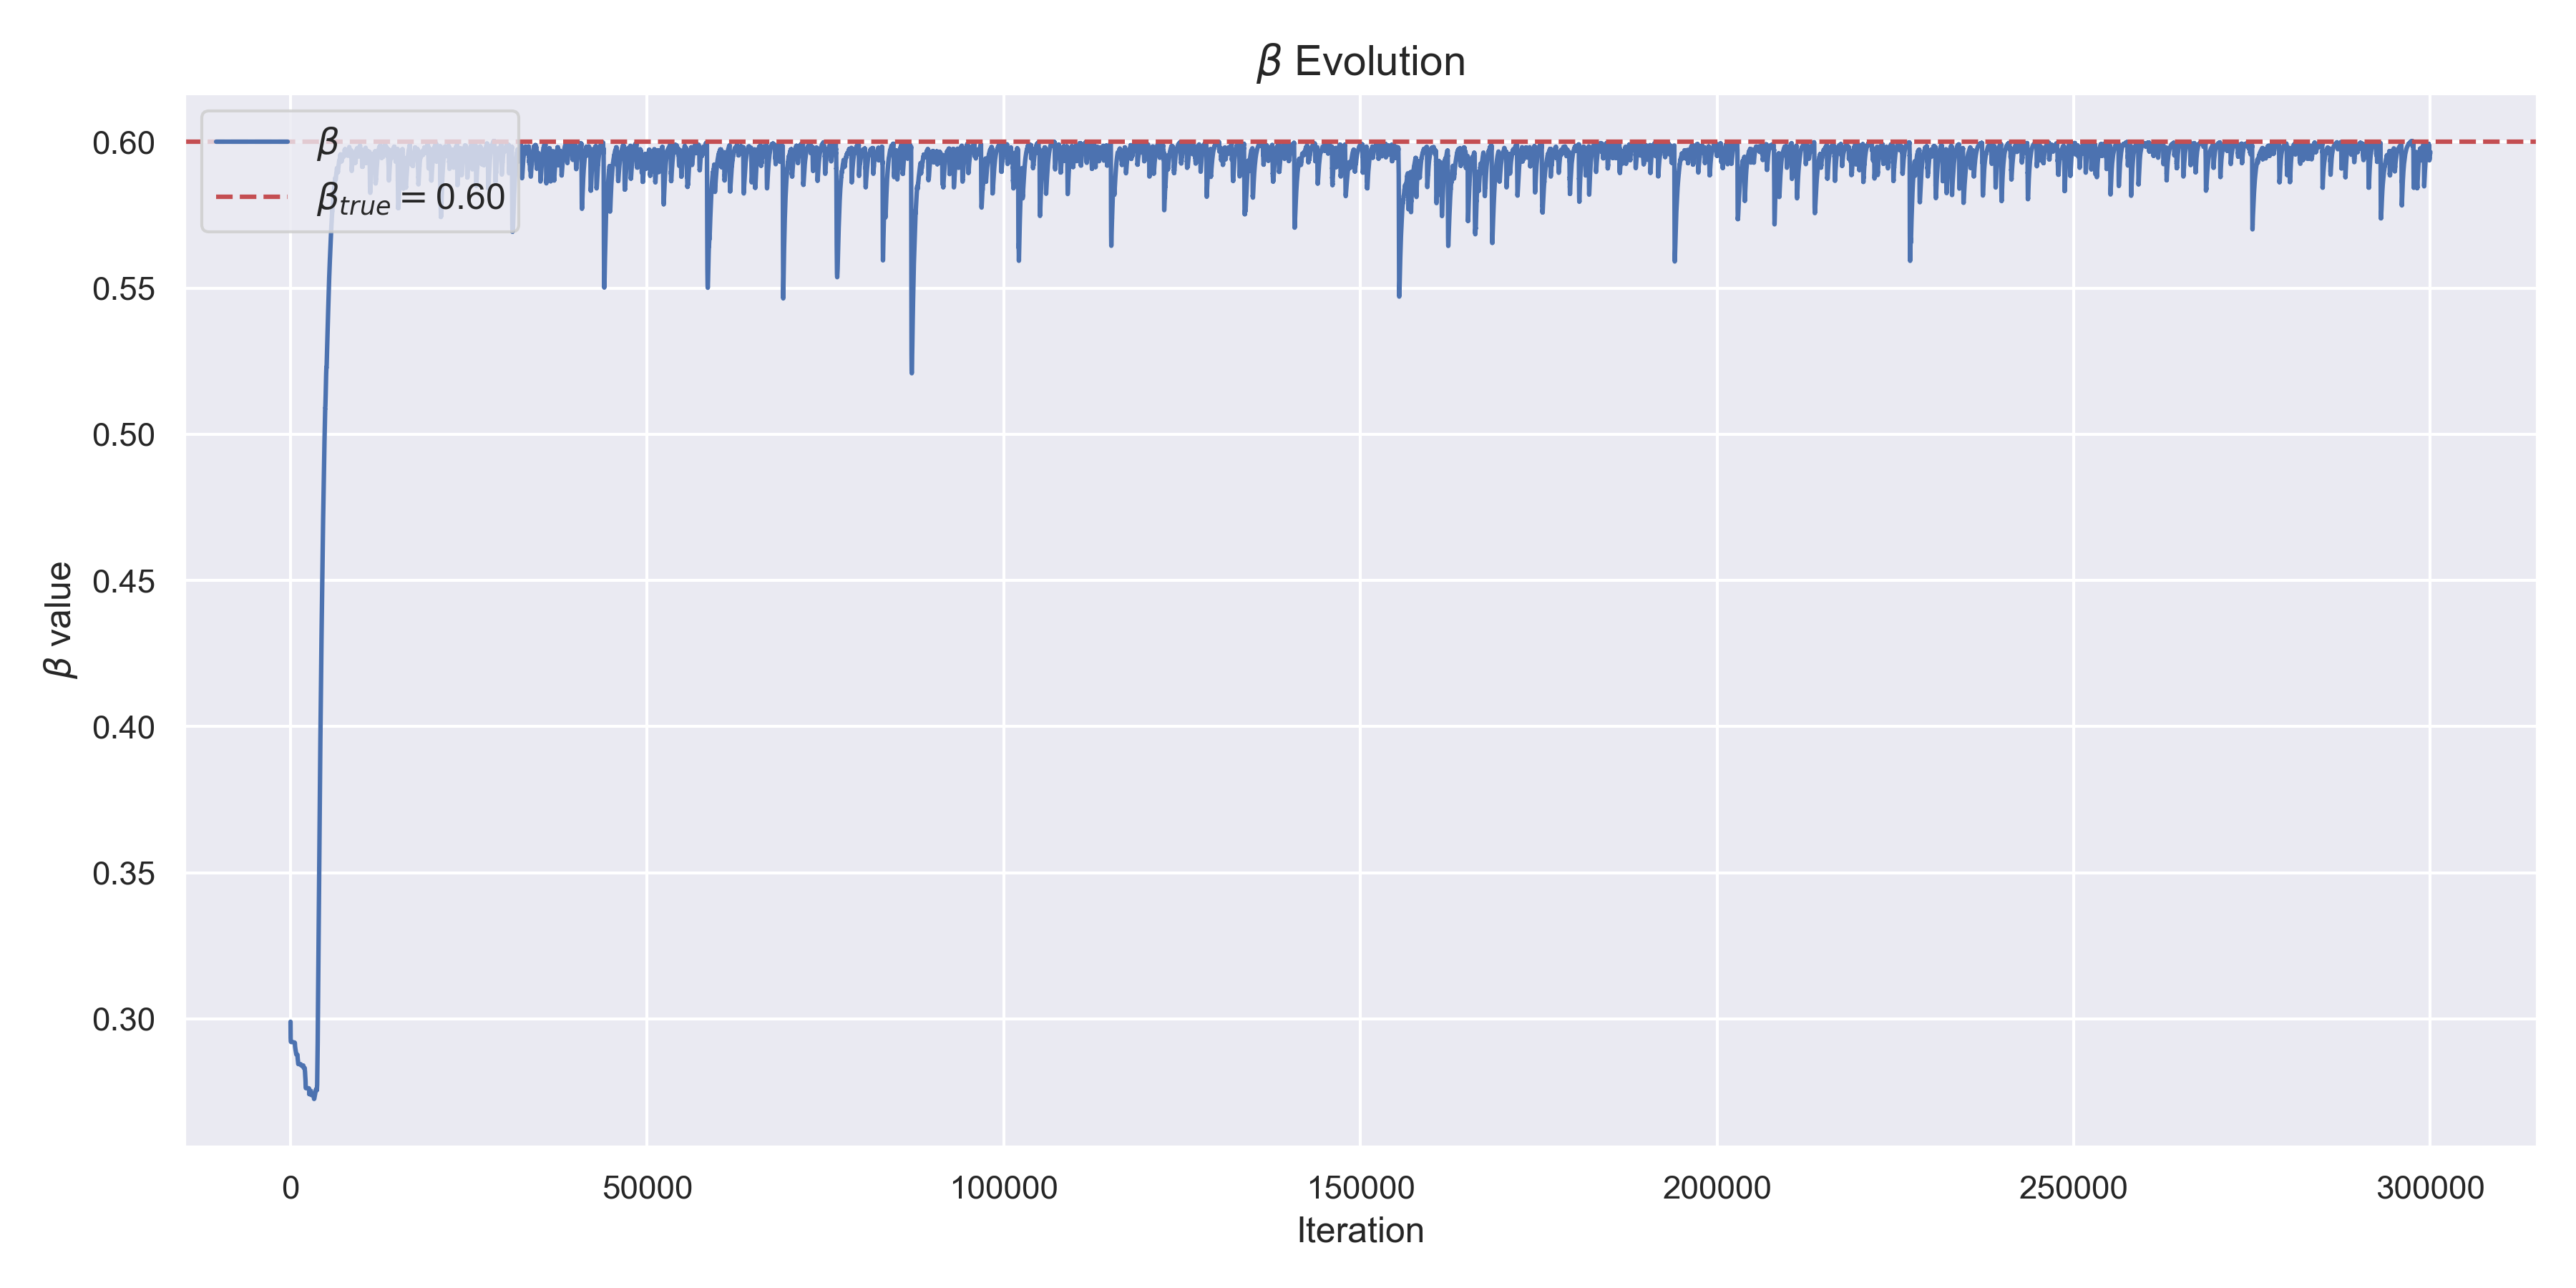 β Evolution
β
β_true = 0.60
0.60
0.55
0.50
0.45
0.40
0.35
0.30
β value
0
50000
100000
150000
200000
250000
300000
Iteration